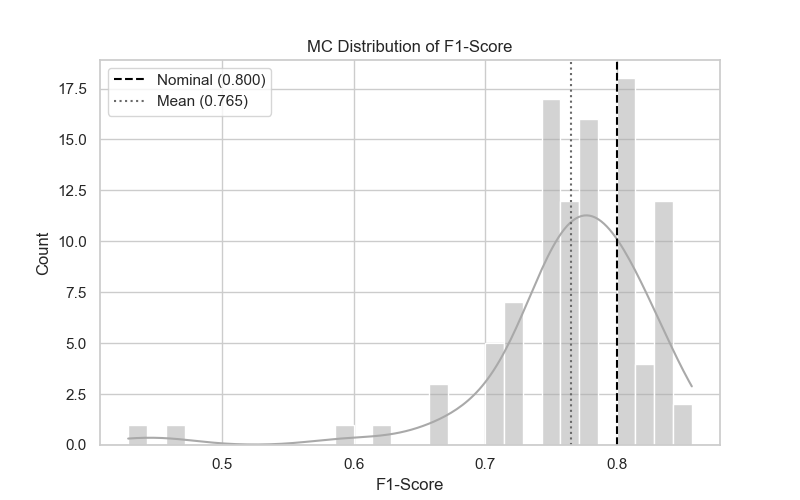 MC Distribution of F1-Score
Nominal (0.800)
Mean (0.765)
17.5
15.0
12.5
10.0
7.5
5.0
2.5
0.0
Count
0.5 0.6 0.7 0.8
F1-Score